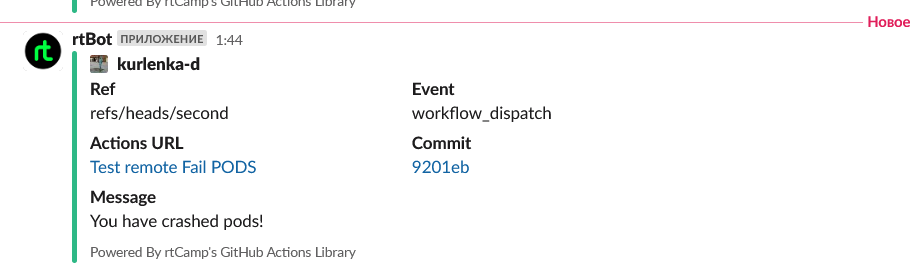 Powered By rtCamp's GitHub Actions Library
Новое
rtBot ПРИЛОЖЕНИЕ 1:44
kurlenka-d
Ref Event
refs/heads/second workflow_dispatch
Actions URL Commit
Test remote Fail PODS 9201eb
Message
You have crashed pods!
Powered By rtCamp's GitHub Actions Library